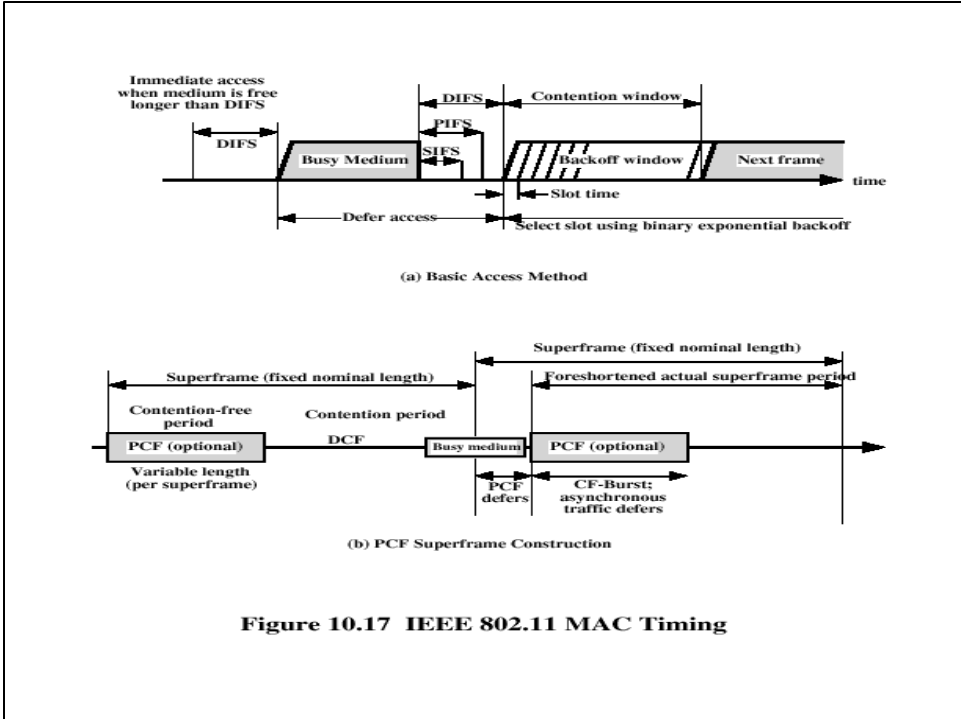 Immediate access
when medium is free
longer than DIFS
DIFS
Contention window
PIFS
DIFS
SIFS
Busy Medium
Backoff window
Next frame
time
Slot time
Defer access
Select slot using binary exponential backoff
(a) Basic Access Method
Superframe (fixed nominal length)
Superframe (fixed nominal length)
Foreshortened actual superframe period
Contention-free
period
Contention period
PCF (optional)
DCF
Busy medium
PCF (optional)
Variable length
(per superframe)
PCF
defers
CF-Burst;
asynchronous
traffic defers
(b) PCF Superframe Construction
Figure 10.17 IEEE 802.11 MAC Timing